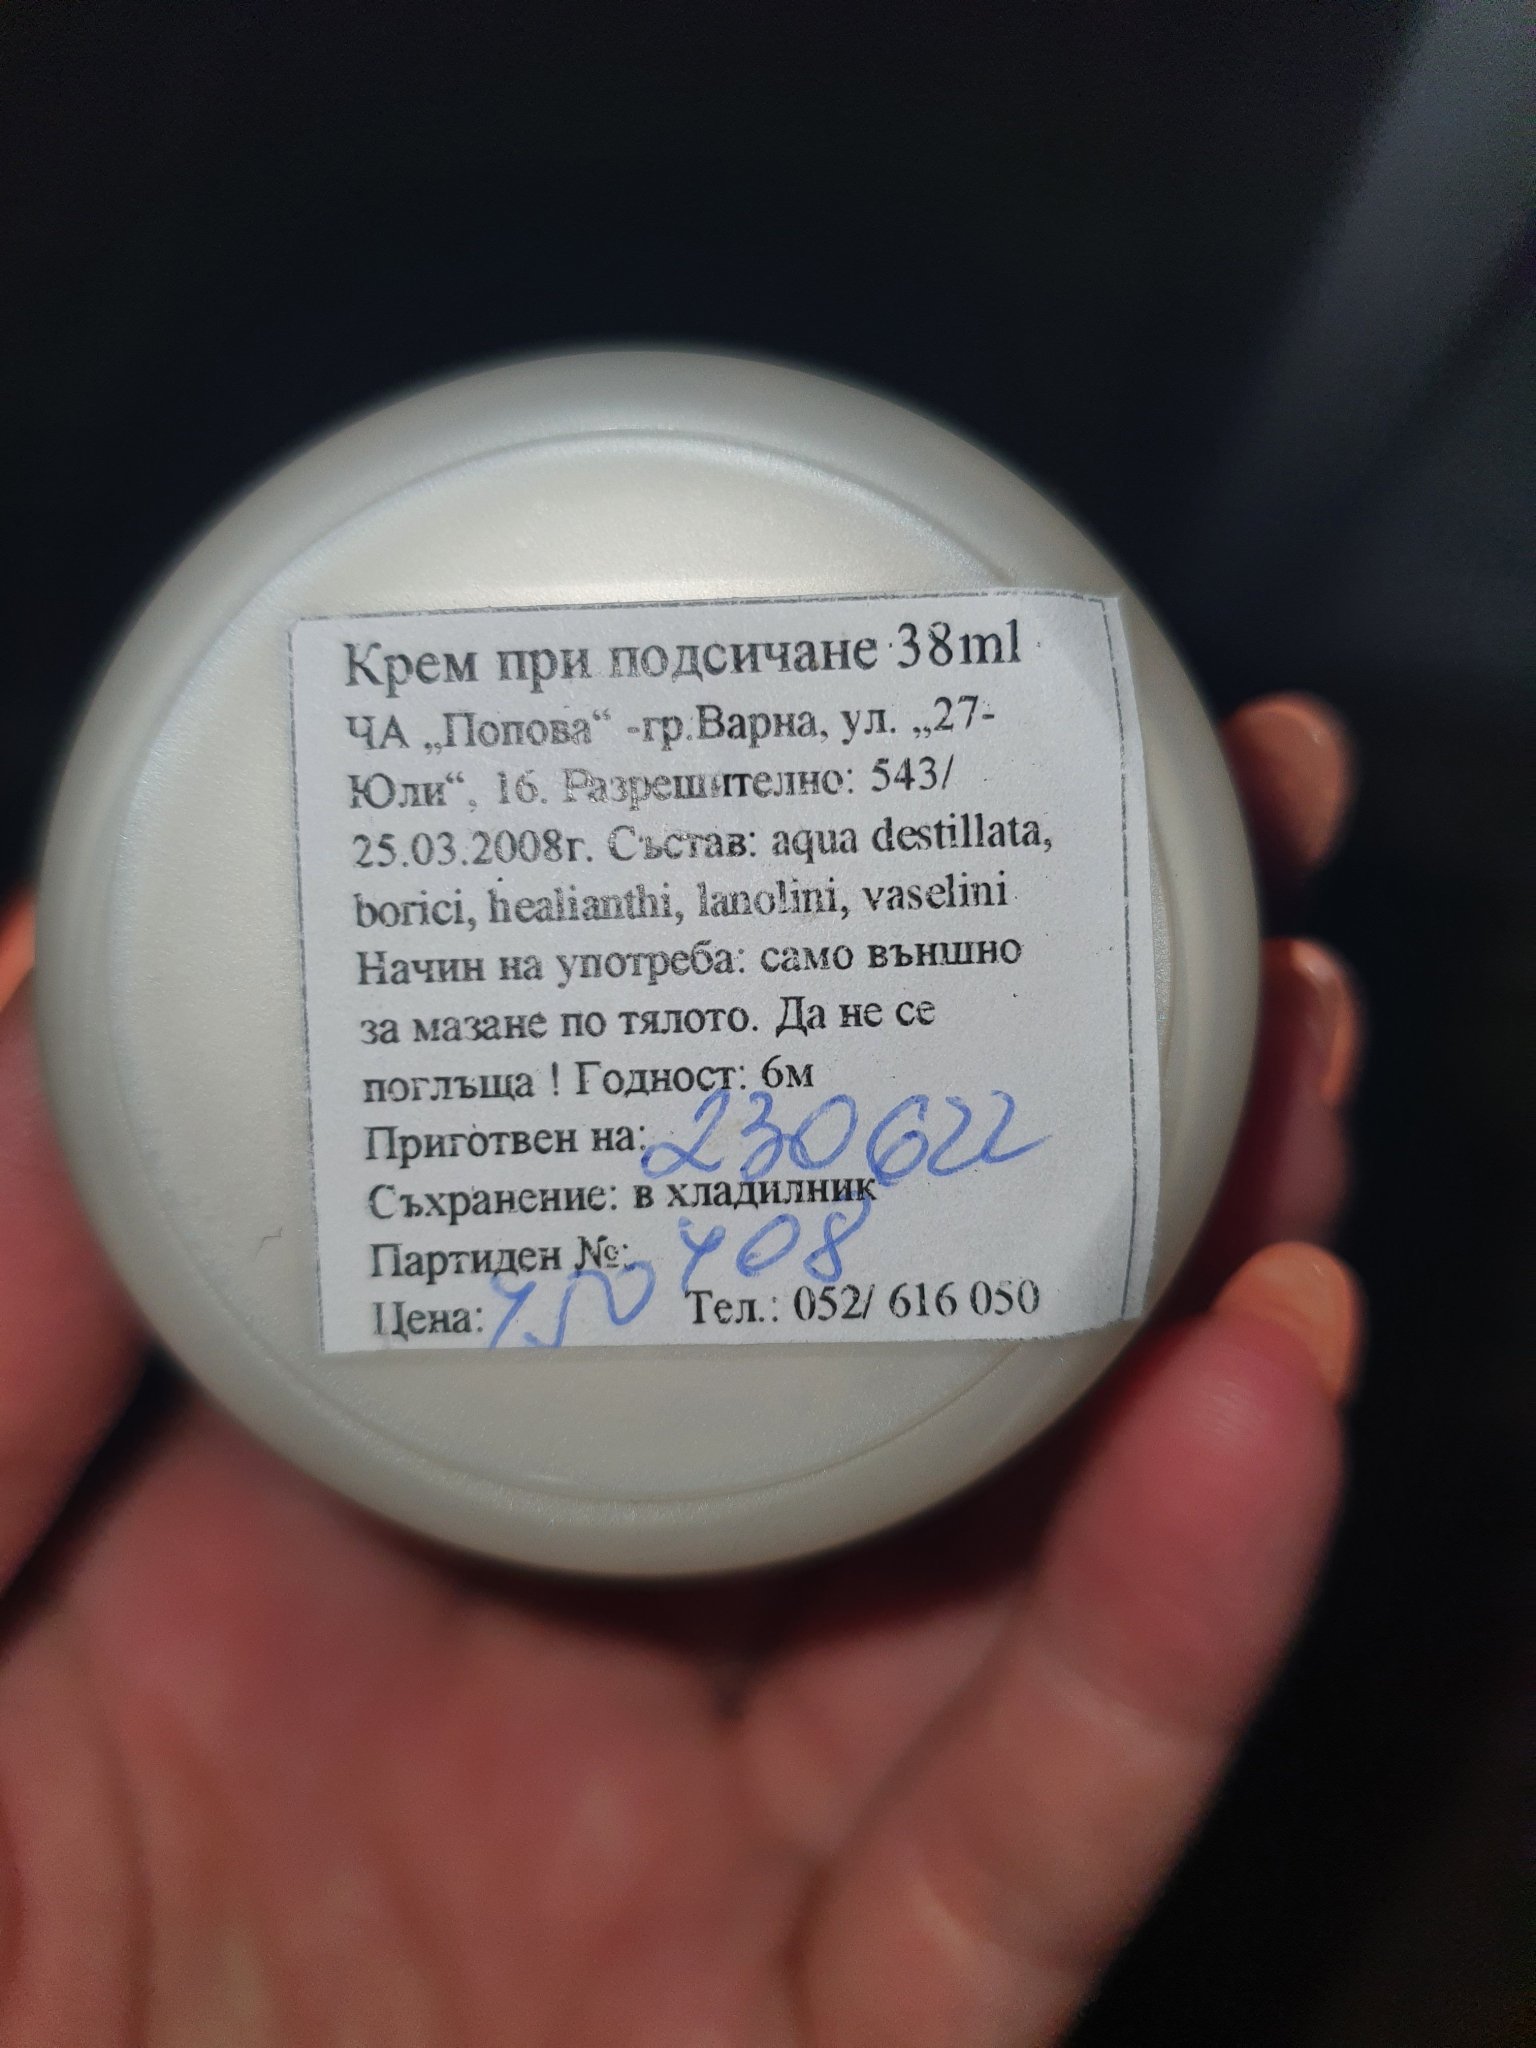 Крем при подсичане 38ml
ЧА „Попова“ -гр.Варна, ул. „27-
Юли“, 16. Разрешително: 543/
25.03.2008г. Състав: aqua destillata,
borici, healianthi, lanolini, vaselini
Начин на употреба: само външно
за мазане по тялото. Да не се
поглъща ! Годност: 6м
Приготвен на: 230622
Съхранение: в хладилник
Партиден №: 408
Цена: 4,50 Тел.: 052/ 616 050